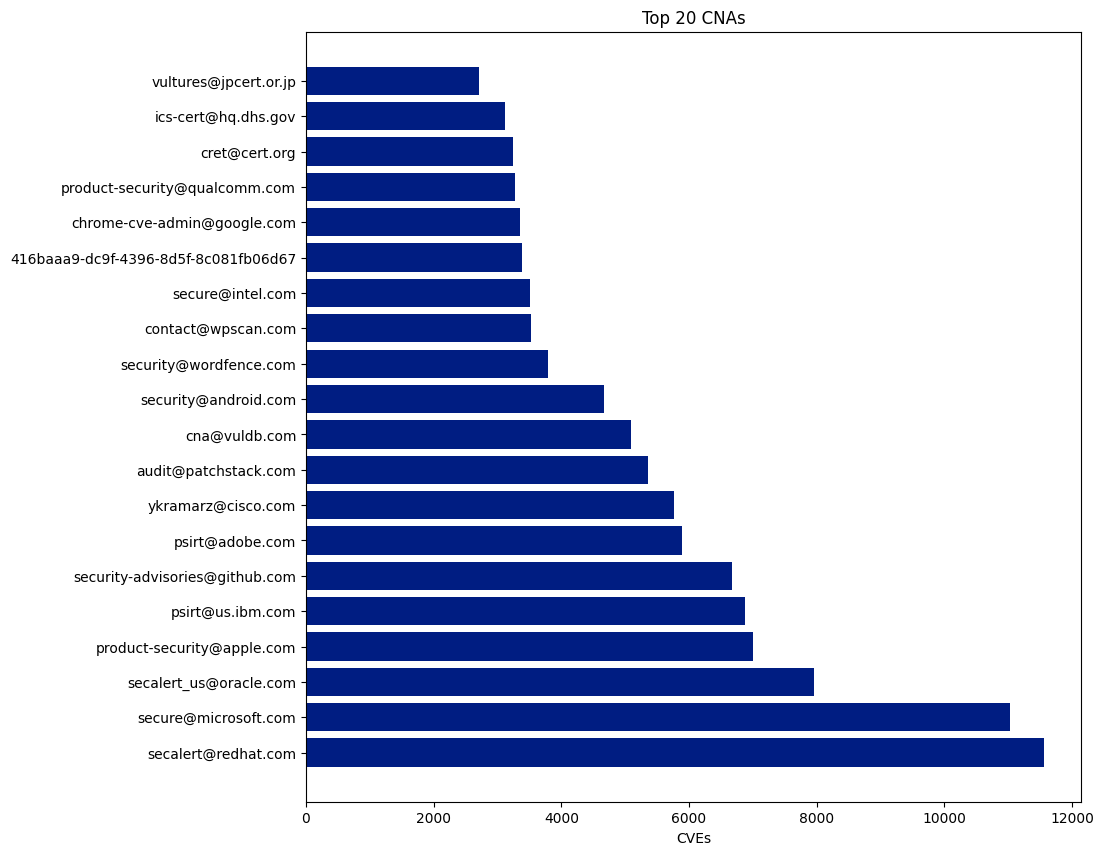 Top 20 CNAs
vultures@jpcert.or.jp
ics-cert@hq.dhs.gov
cret@cert.org
product-security@qualcomm.com
chrome-cve-admin@google.com
416baaa9-dc9f-4396-8d5f-8c081fb06d67
secure@intel.com
contact@wpscan.com
security@wordfence.com
security@android.com
cna@vuldb.com
audit@patchstack.com
ykramarz@cisco.com
psirt@adobe.com
security-advisories@github.com
psirt@us.ibm.com
product-security@apple.com
secalert_us@oracle.com
secure@microsoft.com
secalert@redhat.com
0 2000 4000 6000 8000 10000 12000
CVEs